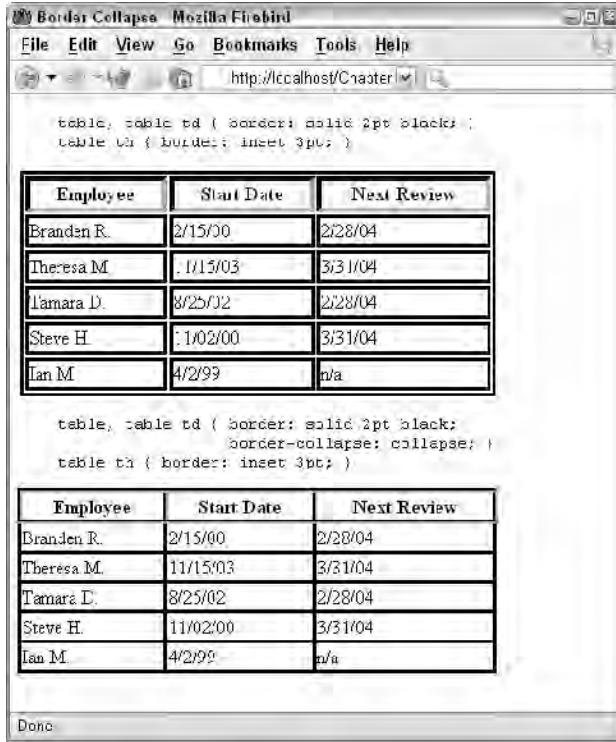 Border Collapse Mozilla Firebird
File Edit View Go Bookmarks Tools Help
http://localhost/Chapter
table, table td { border: solid 2pt black; }
table th { border: inset 3pt; }
Employee Start Date Next Review
Branden R. 2/15/00 2/28/04
Theresa M. 11/15/03 3/31/04
Tamara D. 8/25/02 2/28/04
Steve H. 11/02/00 3/31/04
Ian M 4/2/99 n/a
table, table td { border: solid 2pt black;
border-collapse: collapse; }
table th { border: inset 3pt; }
Employee Start Date Next Review
Branden R. 2/15/00 2/28/04
Theresa M. 11/15/03 3/31/04
Tamara D. 8/25/02 2/28/04
Steve H. 11/02/00 3/31/04
Ian M. 4/2/99 n/a
Done